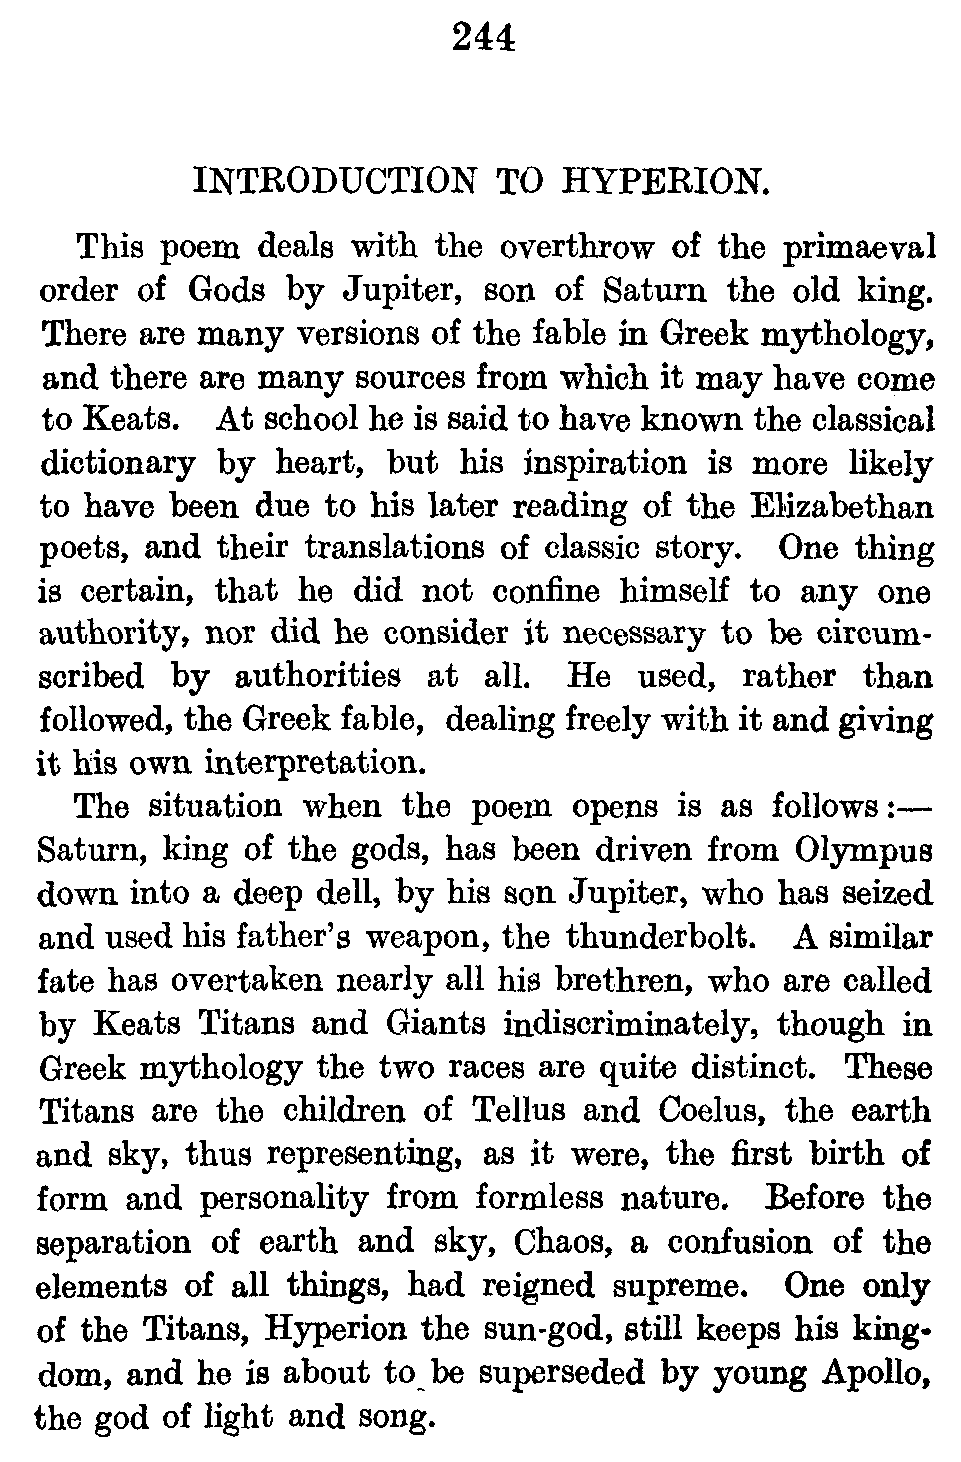 244
INTRODUCTION TO HYPERION.
This poem deals with the overthrow of the primaeval
order of Gods by Jupiter, son of Saturn the old king.
There are many versions of the fable in Greek mythology,
and there are many sources from which it may have come
to Keats. At school he is said to have known the classical
dictionary by heart, but his inspiration is more likely
to have been due to his later reading of the Elizabethan
poets, and their translations of classic story. One thing
is certain, that he did not confine himself to any one
authority, nor did he consider it necessary to be circum-
scribed by authorities at all. He used, rather than
followed, the Greek fable, dealing freely with it and giving
it his own interpretation.
The situation when the poem opens is as follows:—
Saturn, king of the gods, has been driven from Olympus
down into a deep dell, by his son Jupiter, who has seized
and used his father's weapon, the thunderbolt. A similar
fate has overtaken nearly all his brethren, who are called
by Keats Titans and Giants indiscriminately, though in
Greek mythology the two races are quite distinct. These
Titans are the children of Tellus and Coelus, the earth
and sky, thus representing, as it were, the first birth of
form and personality from formless nature. Before the
separation of earth and sky, Chaos, a confusion of the
elements of all things, had reigned supreme. One only
of the Titans, Hyperion the sun-god, still keeps his king-
dom, and he is about to be superseded by young Apollo,
the god of light and song.